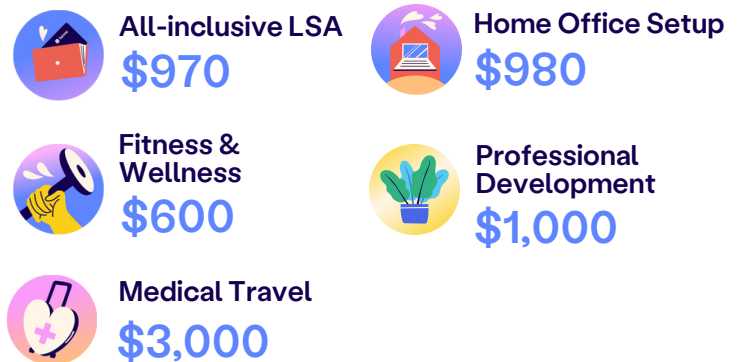 All-inclusive LSA
$970
Home Office Setup
$980
Fitness &
Wellness
$600
Professional
Development
$1,000
Medical Travel
$3,000